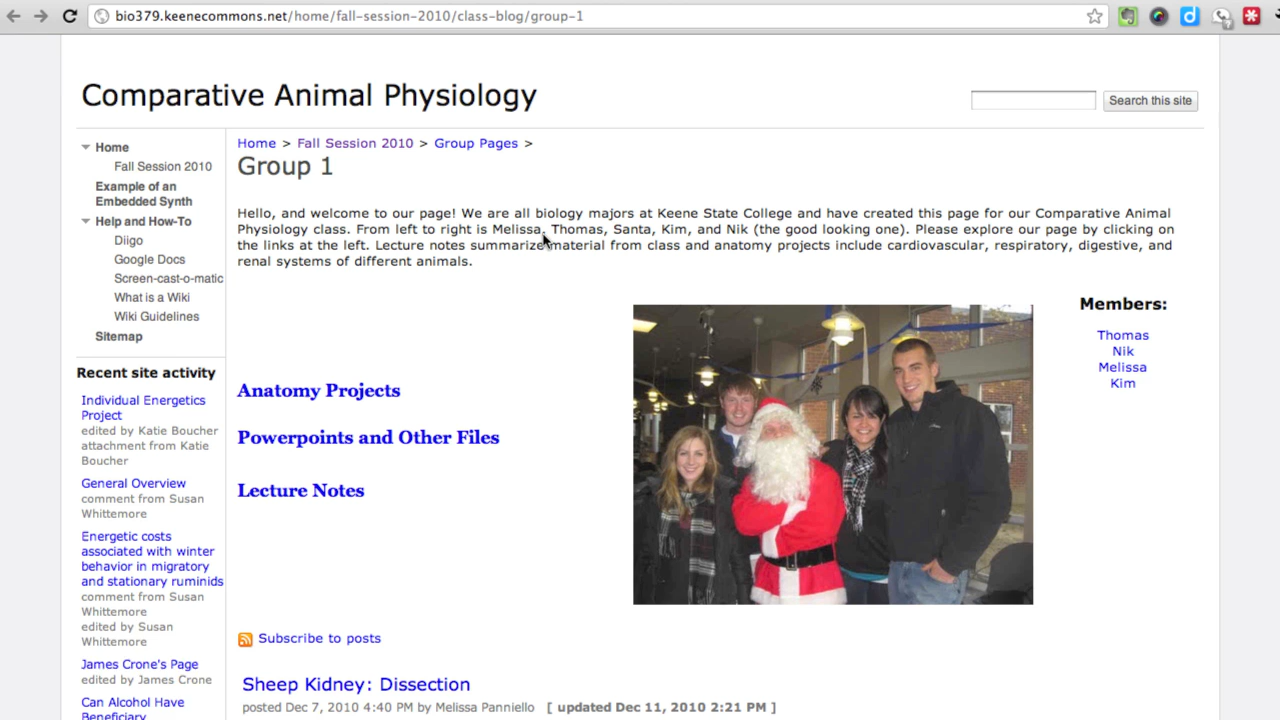 bio379.keenecommons.net/home/fall-session-2010/class-blog/group-1
Comparative Animal Physiology
Search this site
Home
Fall Session 2010
Example of an
Embedded Synth
Help and How-To
Diigo
Google Docs
Screen-cast-o-matic
What is a Wiki
Wiki Guidelines
Sitemap
Recent site activity
Individual Energetics
Project
edited by Katie Boucher
attachment from Katie
Boucher
General Overview
comment from Susan
Whittemore
Energetic costs
associated with winter
behavior in migratory
and stationary ruminids
comment from Susan
Whittemore
edited by Susan
Whittemore
James Crone's Page
edited by James Crone
Can Alcohol Have
Beneficiary
Home > Fall Session 2010 > Group Pages >
Group 1
Hello, and welcome to our page! We are all biology majors at Keene State College and have created this page for our Comparative Animal
Physiology class. From left to right is Melissa, Thomas, Santa, Kim, and Nik (the good looking one). Please explore our page by clicking on
the links at the left. Lecture notes summarize material from class and anatomy projects include cardiovascular, respiratory, digestive, and
renal systems of different animals.
Anatomy Projects
Powerpoints and Other Files
Lecture Notes
Members:
Thomas
Nik
Melissa
Kim
Subscribe to posts
Sheep Kidney: Dissection
posted Dec 7, 2010 4:40 PM by Melissa Panniello [ updated Dec 11, 2010 2:21 PM ]